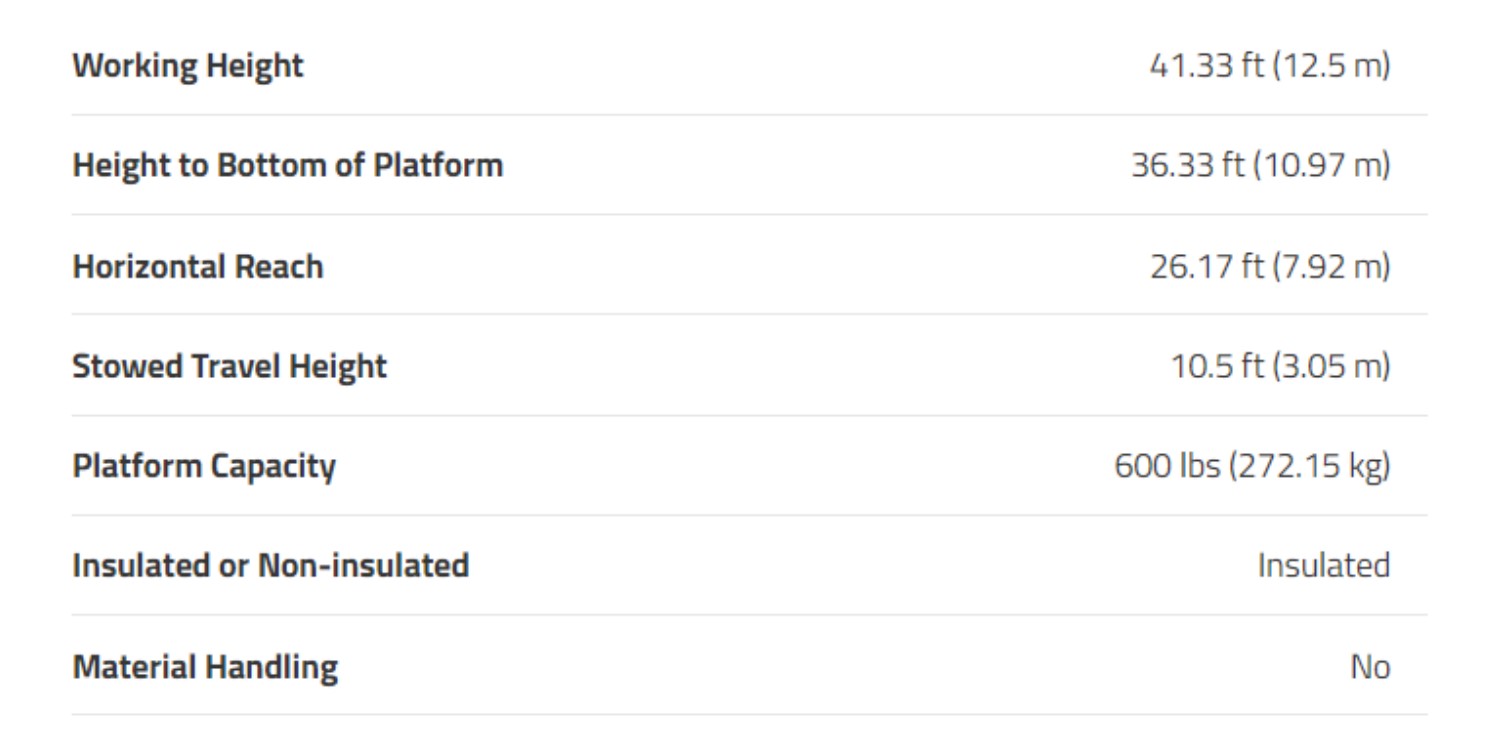 Working Height 41.33 ft (12.5 m)
Height to Bottom of Platform 36.33 ft (10.97 m)
Horizontal Reach 26.17 ft (7.92 m)
Stowed Travel Height 10.5 ft (3.05 m)
Platform Capacity 600 lbs (272.15 kg)
Insulated or Non-insulated Insulated
Material Handling No